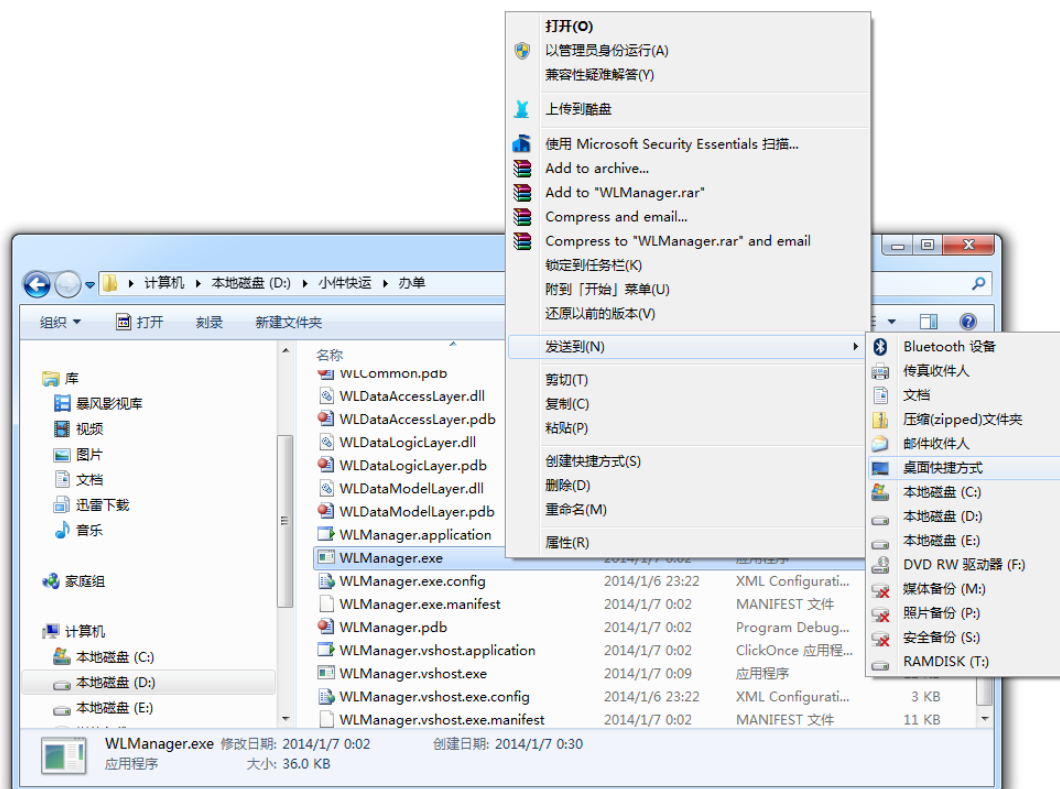 打开(O)
以管理员身份运行(A)
兼容性疑难解答(Y)
上传到酷盘
使用 Microsoft Security Essentials 扫描...
Add to archive...
Add to "WLManager.rar"
Compress and email...
Compress to "WLManager.rar" and email
锁定到任务栏(K)
附到「开始」菜单(U)
还原以前的版本(V)
发送到(N)
剪切(T)
复制(C)
粘贴(P)
创建快捷方式(S)
删除(D)
重命名(M)
属性(R)
Bluetooth 设备
传真收件人
文档
压缩(zipped)文件夹
邮件收件人
桌面快捷方式
本地磁盘 (C:)
本地磁盘 (D:)
本地磁盘 (E:)
DVD RW 驱动器 (F:)
媒体备份 (M:)
照片备份 (P:)
安全备份 (S:)
RAMDISK (T:)
计算机 本地磁盘 (D:) 小件快运 办单
组织 打开 刻录 新建文件夹
库
暴风影视库
视频
图片
文档
迅雷下载
音乐
家庭组
计算机
本地磁盘 (C:)
本地磁盘 (D:)
本地磁盘 (E:)
名称
WLCommon.pdb
WLDataAccessLayer.dll
WLDataAccessLayer.pdb
WLDataLogicLayer.dll
WLDataLogicLayer.pdb
WLDataModelLayer.dll
WLDataModelLayer.pdb
WLManager.application
WLManager.exe 2014/1/7 0:02 应用程序
WLManager.exe.config 2014/1/6 23:22 XML Configurati...
WLManager.exe.manifest 2014/1/7 0:02 MANIFEST 文件
WLManager.pdb 2014/1/7 0:02 Program Debug...
WLManager.vshost.application 2014/1/7 0:02 ClickOnce 应用程...
WLManager.vshost.exe 2014/1/7 0:09 应用程序
WLManager.vshost.exe.config 2014/1/6 23:22 XML Configurati... 3 KB
WLManager.vshost.exe.manifest 2014/1/7 0:02 MANIFEST 文件 11 KB
WLManager.exe 修改日期: 2014/1/7 0:02 创建日期: 2014/1/7 0:30
应用程序 大小: 36.0 KB